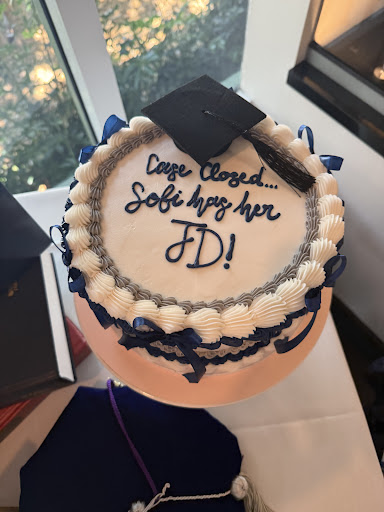 Case Closed...
Sofi has her
JD!